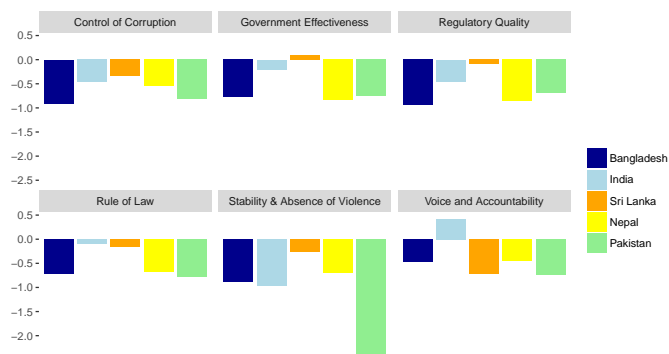 Control of Corruption
Government Effectiveness
Regulatory Quality
0.5
0.0
−0.5
−1.0
−1.5
−2.0
−2.5
Rule of Law
Stability & Absence of Violence
Voice and Accountability
0.5
0.0
−0.5
−1.0
−1.5
−2.0
Bangladesh
India
Sri Lanka
Nepal
Pakistan